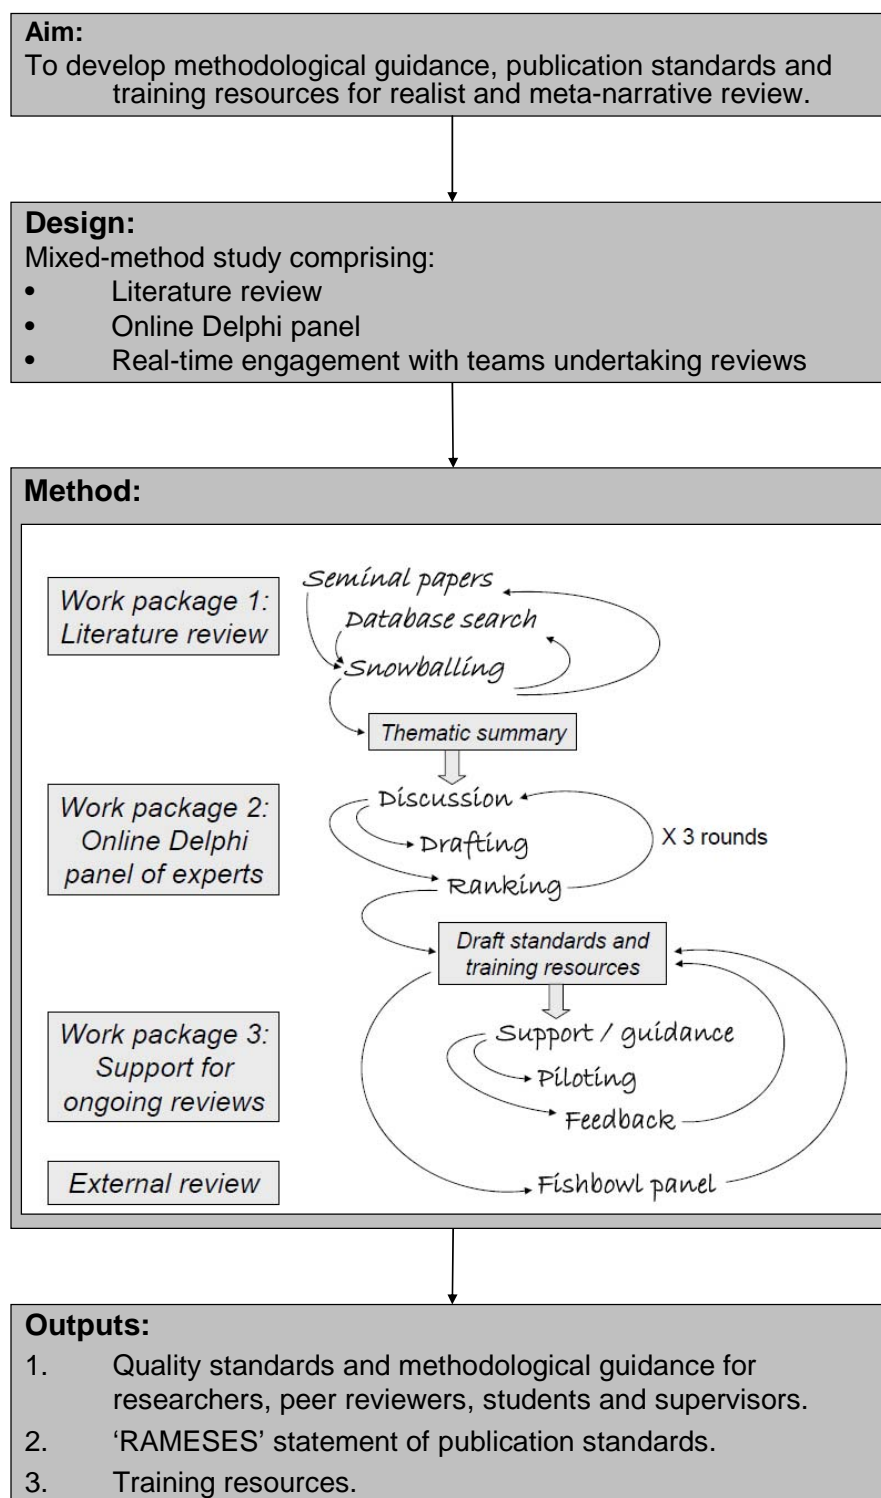 Aim:
To develop methodological guidance, publication standards and
training resources for realist and meta-narrative review.
Design:
Mixed-method study comprising:
• Literature review
• Online Delphi panel
• Real-time engagement with teams undertaking reviews
Method:
Work package 1:
Literature review
Seminal papers
Database search
Snowballing
Thematic summary
Work package 2:
Online Delphi
panel of experts
Discussion
Drafting
Ranking
X 3 rounds
Draft standards and
training resources
Work package 3:
Support for
ongoing reviews
Support / guidance
Piloting
Feedback
External review
Fishbowl panel
Outputs:
1. Quality standards and methodological guidance for
researchers, peer reviewers, students and supervisors.
2. ‘RAMESES’ statement of publication standards.
3. Training resources.